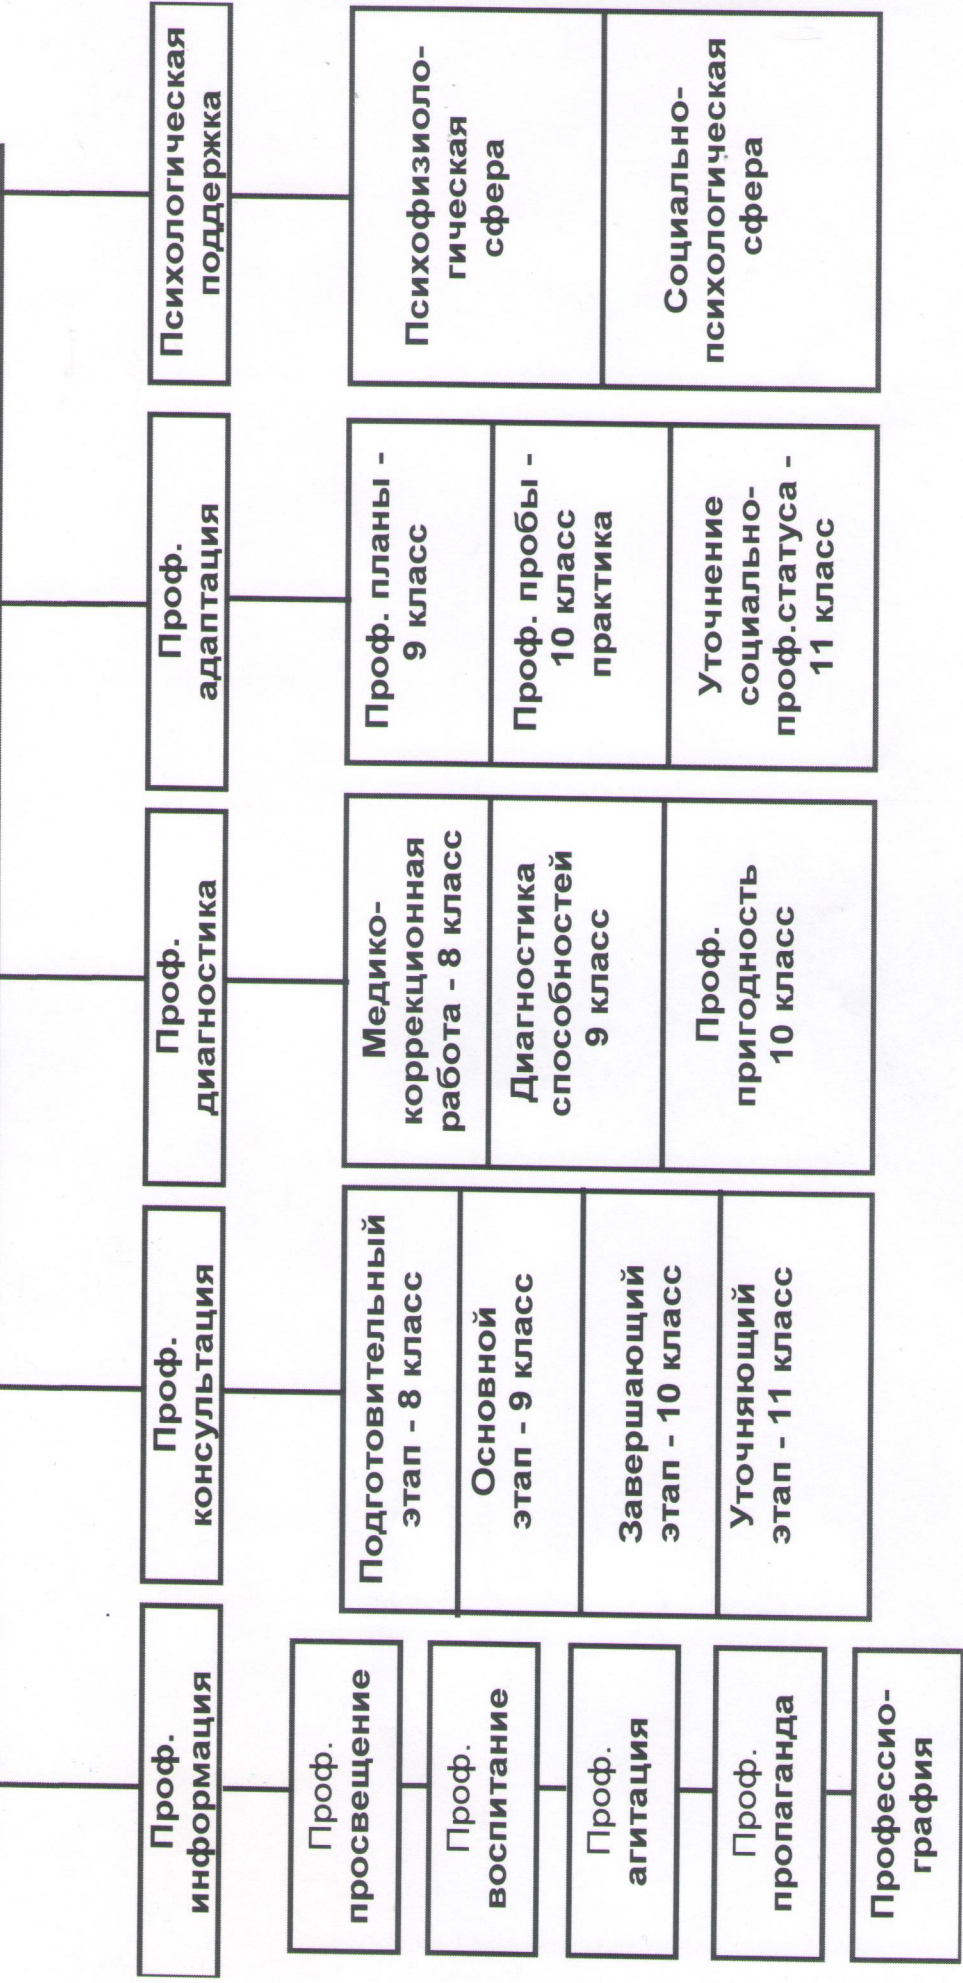 Проф.
информация
Проф.
просвещение
Проф.
воспитание
Проф.
агитация
Проф.
пропаганда
Профессио-
графия
Проф.
консультация
Подготовительный
этап - 8 класс
Основной
этап - 9 класс
Завершающий
этап - 10 класс
Уточняющий
этап - 11 класс
Проф.
диагностика
Медико-
коррекционная
работа - 8 класс
Диагностика
способностей
9 класс
Проф.
пригодность
10 класс
Проф.
адаптация
Проф. планы -
9 класс
Проф. пробы -
10 класс
практика
Уточнение
социально-
проф.статуса -
11 класс
Психологическая
поддержка
Психофизиоло-
гическая
сфера
Социально-
психологическая
сфера